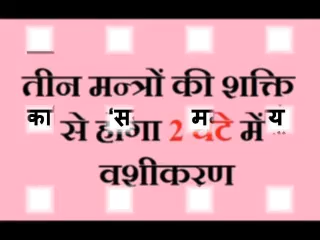 तीन मन्त्रों की शक्ति
का 'स म य
से होगा 2 घंटे में
वशीकरण